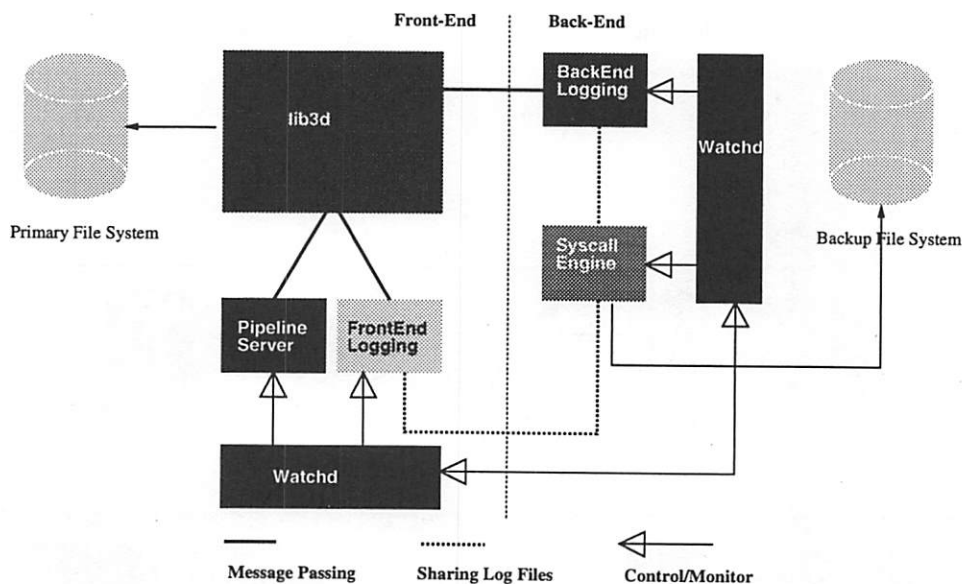 Front-End
Back-End
lib3d
BackEnd
Logging
Watchd
Primary File System
Syscall
Engine
Backup File System
Pipeline
Server
FrontEnd
Logging
Watchd
Message Passing
Sharing Log Files
Control/Monitor